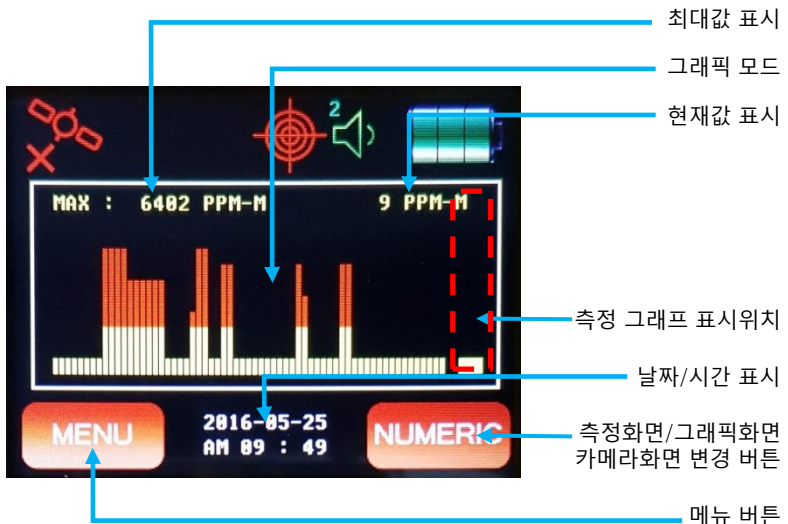 최대값 표시
그래픽 모드
현재값 표시
2
MAX : 6402 PPM-M
9 PPM-M
측정 그래프 표시위치
날짜/시간 표시
MENU
2016-05-25
AM 09 : 49
NUMERIC
측정화면/그래픽화면
카메라화면 변경 버튼
메뉴 버튼